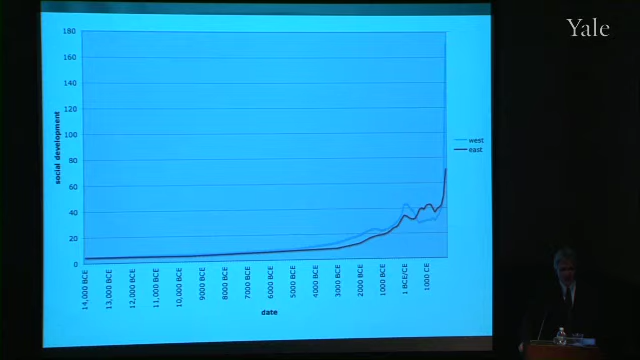 Yale
180
160
140
120
100
80
60
40
20
0
social development
west
east
14,000 BCE
13,000 BCE
12,000 BCE
11,000 BCE
10,000 BCE
9000 BCE
8000 BCE
7000 BCE
6000 BCE
5000 BCE
4000 BCE
3000 BCE
2000 BCE
1000 BCE
1 BCE/CE
1000 CE
date